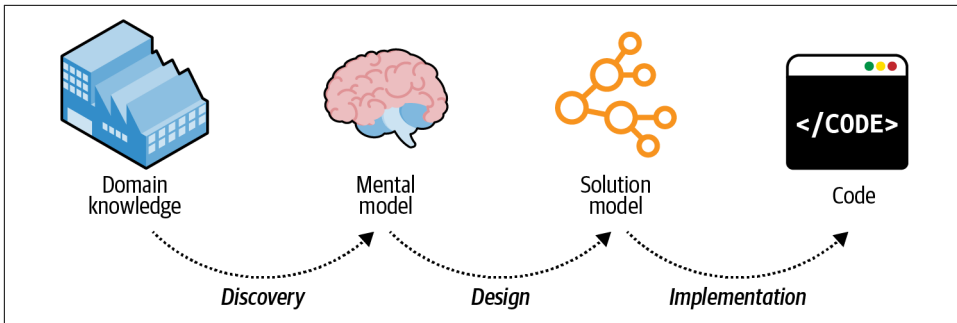 Domain
knowledge
Mental
model
Solution
model
</CODE>
Code
Discovery
Design
Implementation